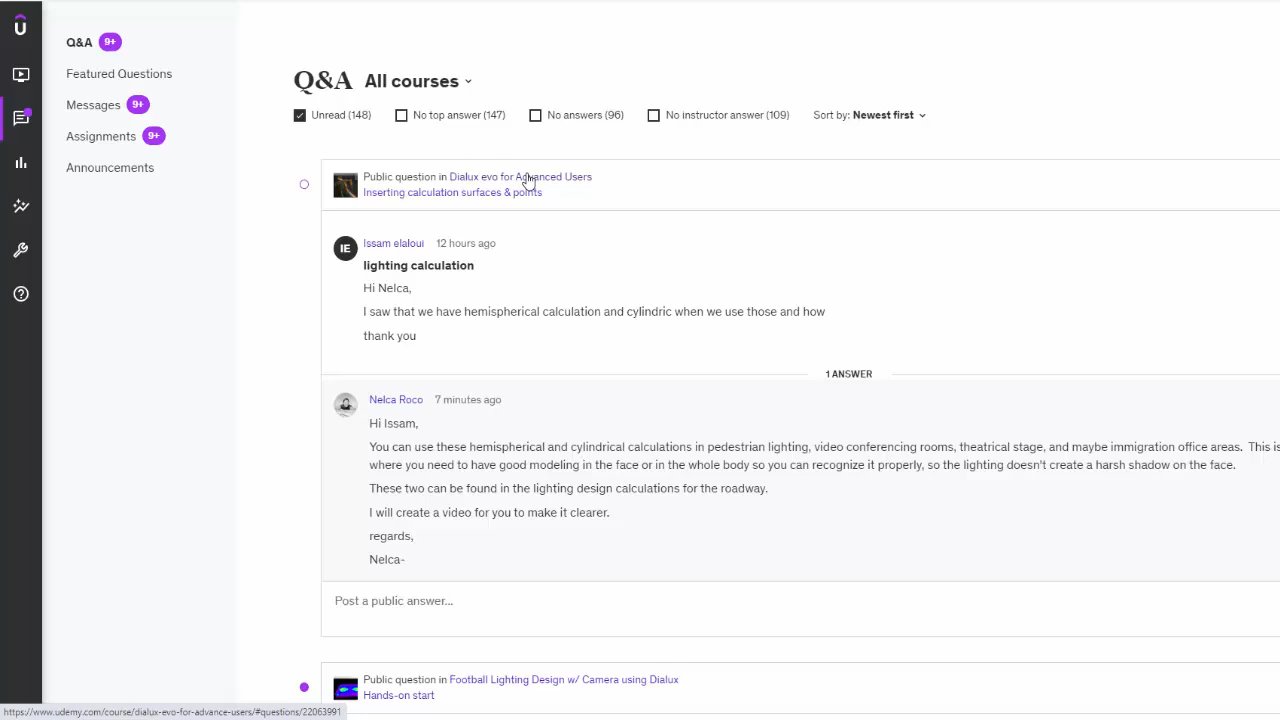 Q&A 9+
Featured Questions
Messages 9+
Assignments 9+
Announcements
Q&A All courses
Unread (148) No top answer (147) No answers (96) No instructor answer (109) Sort by: Newest first
Public question in Dialux evo for Advanced Users
Inserting calculation surfaces & points
IE Issam elaloui 12 hours ago
lighting calculation
Hi Nelca,
I saw that we have hemispherical calculation and cylindric when we use those and how
thank you
1 ANSWER
Nelca Roco 7 minutes ago
Hi Issam,
You can use these hemispherical and cylindrical calculations in pedestrian lighting, video conferencing rooms, theatrical stage, and maybe immigration office areas. This is
where you need to have good modeling in the face or in the whole body so you can recognize it properly, so the lighting doesn't create a harsh shadow on the face.
These two can be found in the lighting design calculations for the roadway.
I will create a video for you to make it clearer.
regards,
Nelca-
Post a public answer...
Public question in Football Lighting Design w/ Camera using Dialux
Hands-on start
https://www.udemy.com/course/dialux-evo-for-advance-users/#questions/22063991